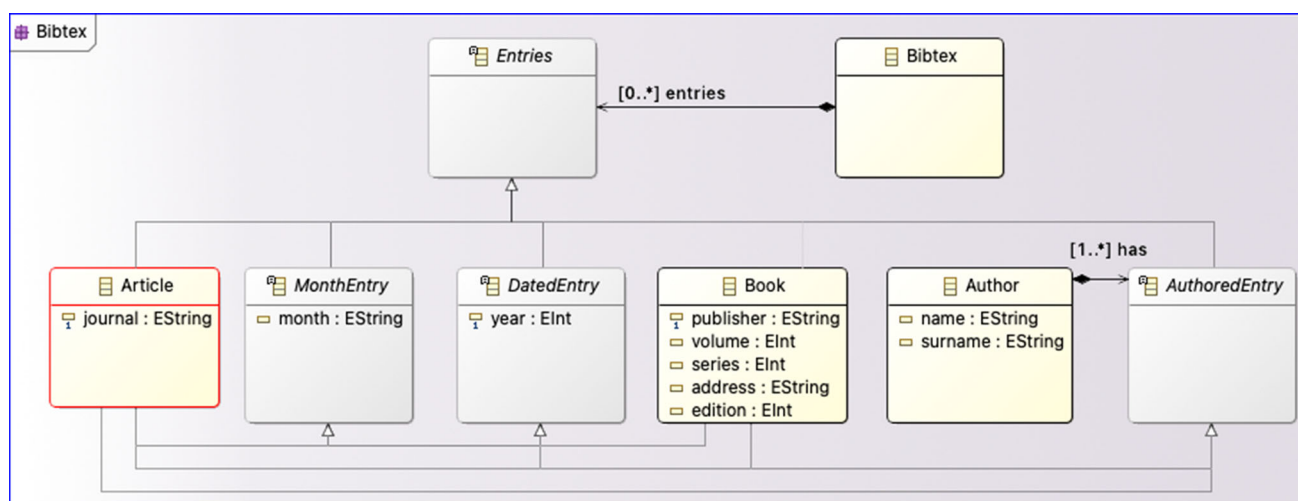 Bibtex
Entries
Bibtex
[0..*] entries
[1..*] has
Article
journal : EString
MonthEntry
month : EString
DatedEntry
year : EInt
Book
publisher : EString
volume : EInt
series : EInt
address : EString
edition : EInt
Author
name : EString
surname : EString
AuthoredEntry